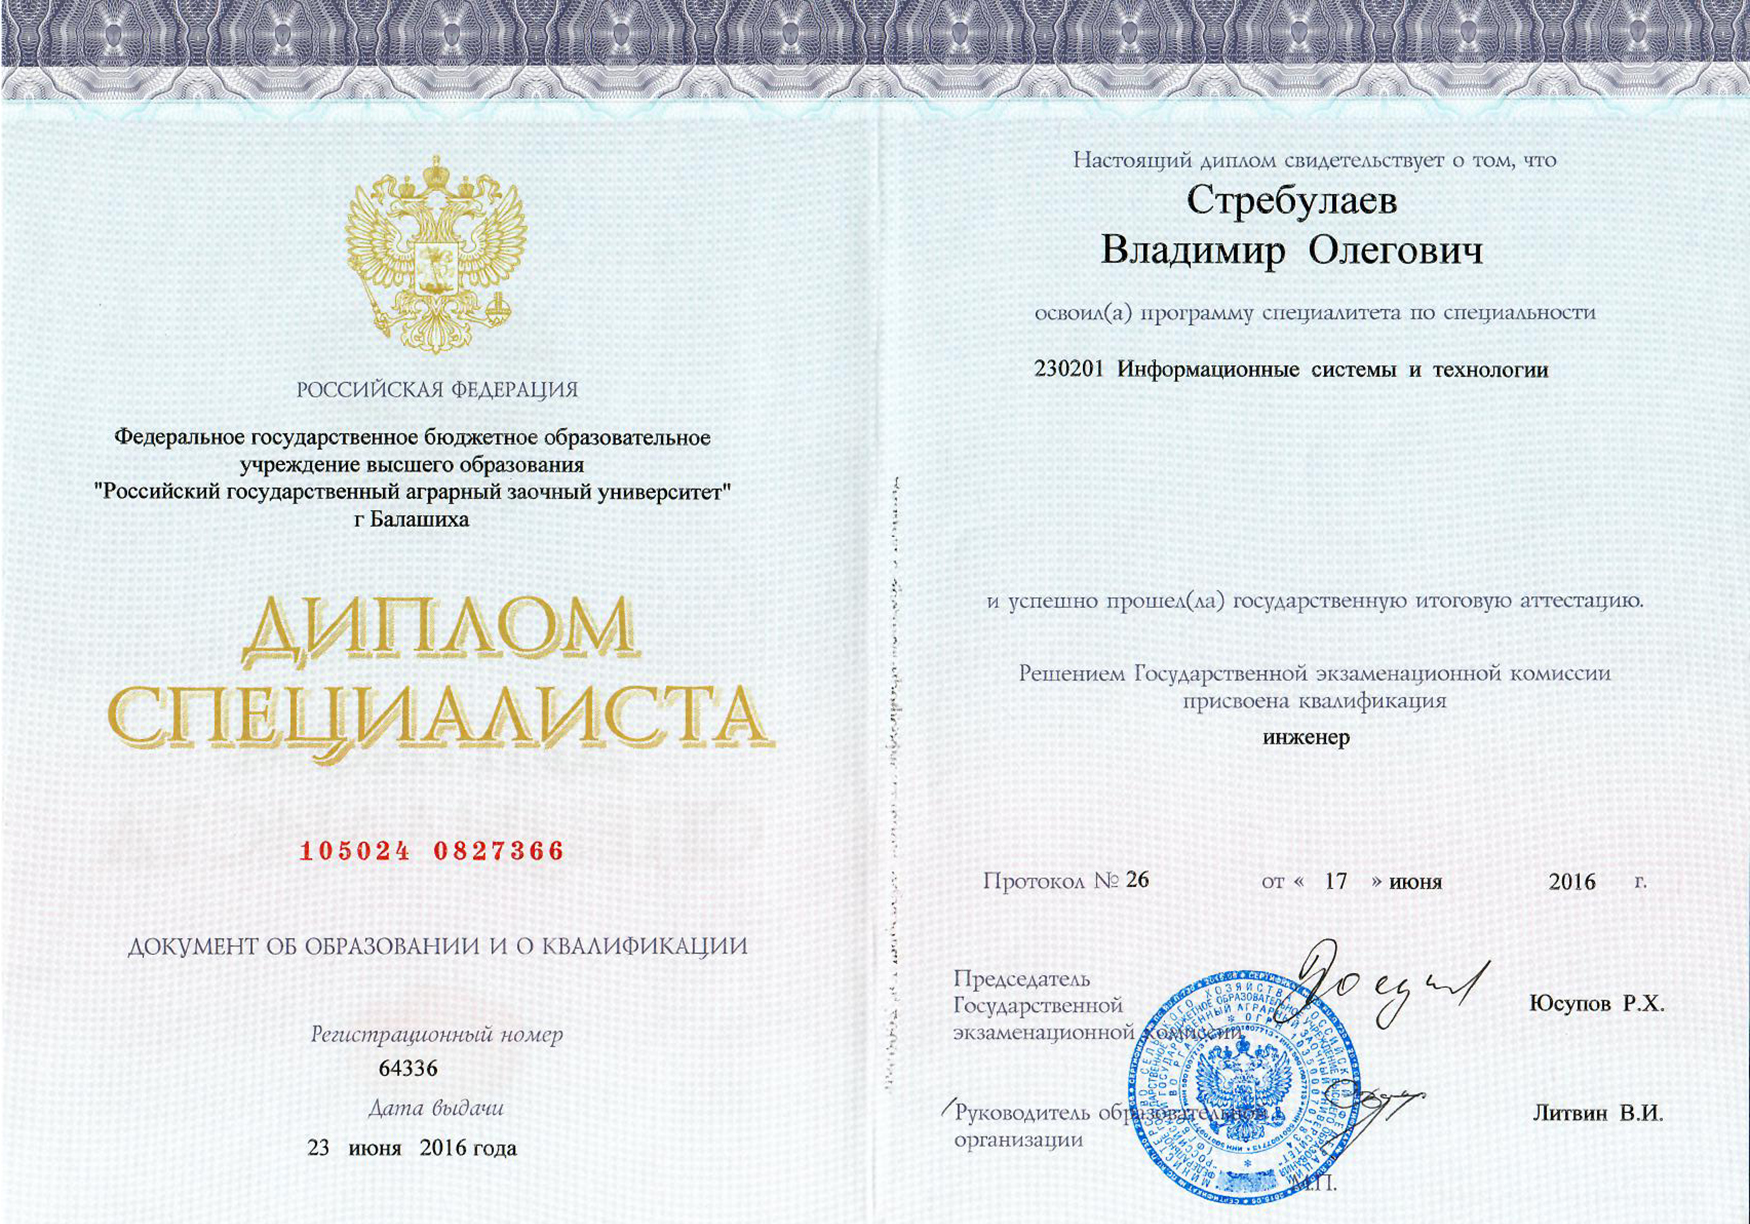 РОССИЙСКАЯ ФЕДЕРАЦИЯ
Федеральное государственное бюджетное образовательное
учреждение высшего образования
"Российский государственный аграрный заочный университет"
г Балашиха
ДИПЛОМ
СПЕЦИАЛИСТА
105024 0827366
ДОКУМЕНТ ОБ ОБРАЗОВАНИИ И О КВАЛИФИКАЦИИ
Регистрационный номер
64336
Дата выдачи
23 июня 2016 года
Настоящий диплом свидетельствует о том, что
Стребулаев
Владимир Олегович
освоил(а) программу специалитета по специальности
230201 Информационные системы и технологии
и успешно прошел(ла) государственную итоговую аттестацию.
Решением Государственной экзаменационной комиссии
присвоена квалификация
инженер
Протокол № 26 от « 17 » июня 2016 г.
Председатель
Государственной
экзаменационной комиссии
Юсупов Р.Х.
Руководитель образовательной
организации
Литвин В.И.
М.П.